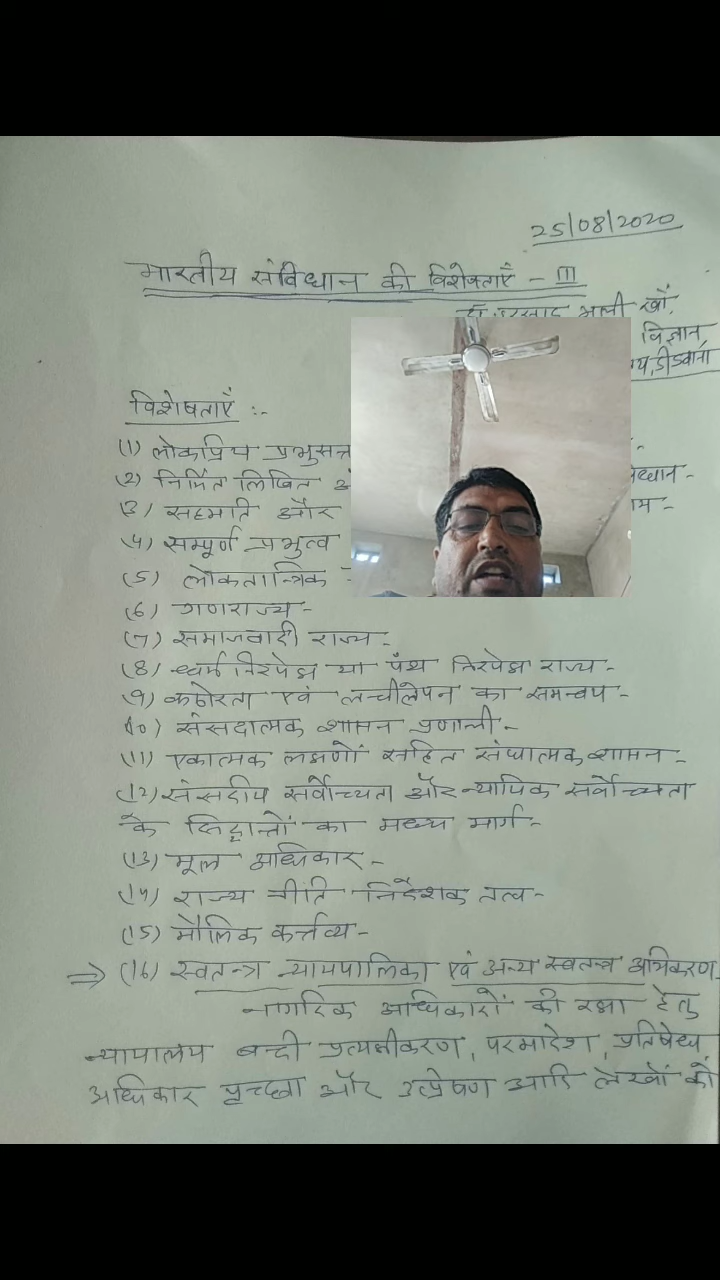 25/08/2020
भारतीय संविधान की विशेषताएँ - III
अली खाँ,
विज्ञान,
डीडवाना
विशेषताएँ :-
(1) लोकप्रिय प्रभुसत्ता
(2) निर्मित लिखित
(3) सहमति और
(4) सम्पूर्ण प्रभुत्व
(5) लोकतान्त्रिक -
(6) गणराज्य -
(7) समाजवादी राज्य -
(8) धर्म निरपेक्ष या पंथ निरपेक्ष राज्य -
(9) कठोरता एवं लचीलेपन का समन्वय -
(10) संसदात्मक शासन प्रणाली -
(11) एकात्मक लक्षणों सहित संघात्मक शासन -
(12) संसदीय सर्वोच्चता और न्यायिक सर्वोच्चता
के सिद्धान्तों का मध्य मार्ग -
(13) मूल अधिकार -
(14) राज्य नीति निर्देशक तत्व -
(15) मौलिक कर्त्तव्य -
⇒ (16) स्वतन्त्र न्यायपालिका एवं अन्य स्वतन्त्र अभिकरण -
नागरिक अधिकारों की रक्षा हेतु
न्यायालय बन्दी प्रत्यक्षीकरण, परमादेश, प्रतिषेध
अधिकार पृच्छा और उत्प्रेषण आदि लेखों को